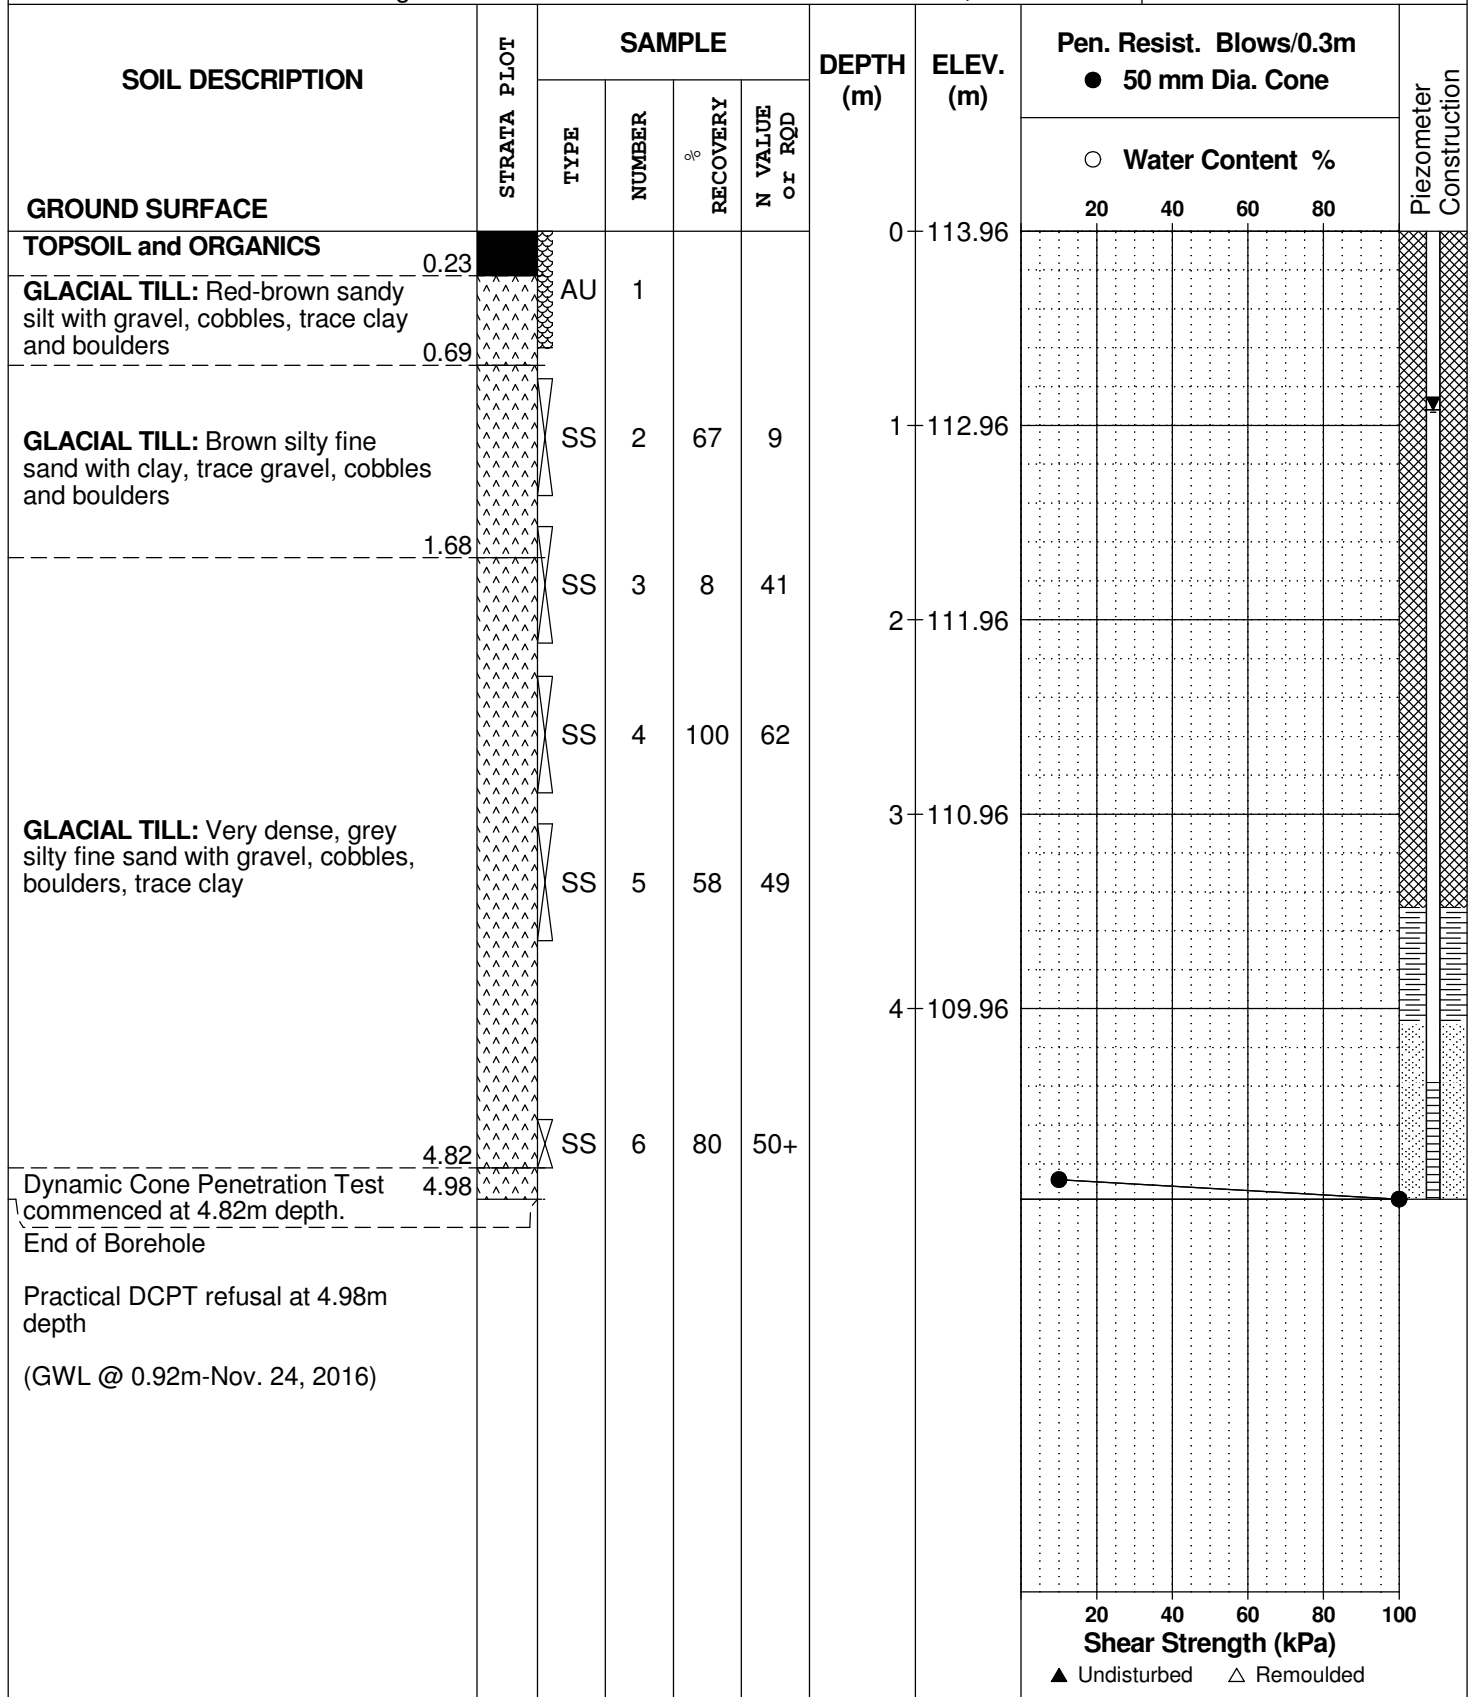 SOIL DESCRIPTION
GROUND SURFACE
STRATA PLOT
SAMPLE
TYPE
NUMBER
% RECOVERY
N VALUE or RQD
DEPTH (m)
ELEV. (m)
Pen. Resist. Blows/0.3m
● 50 mm Dia. Cone
○ Water Content %
20 40 60 80
Piezometer Construction
TOPSOIL and ORGANICS
0.23
GLACIAL TILL: Red-brown sandy
silt with gravel, cobbles, trace clay
and boulders
0.69
AU 1
0 113.96
GLACIAL TILL: Brown silty fine
sand with clay, trace gravel, cobbles
and boulders
1.68
SS 2 67 9
1 112.96
SS 3 8 41
2 111.96
SS 4 100 62
GLACIAL TILL: Very dense, grey
silty fine sand with gravel, cobbles,
boulders, trace clay
3 110.96
SS 5 58 49
4 109.96
4.82
SS 6 80 50+
Dynamic Cone Penetration Test
4.98
commenced at 4.82m depth.
End of Borehole
Practical DCPT refusal at 4.98m
depth
(GWL @ 0.92m-Nov. 24, 2016)
20 40 60 80 100
Shear Strength (kPa)
▲ Undisturbed △ Remoulded